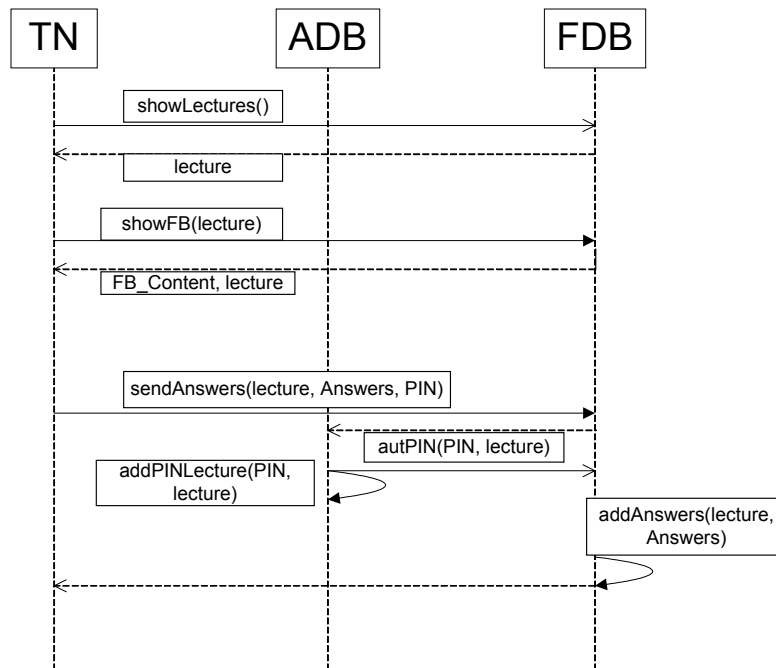 TN
ADB
FDB
showLectures()
lecture
showFB(lecture)
FB_Content, lecture
sendAnswers(lecture, Answers, PIN)
autPIN(PIN, lecture)
addPINLecture(PIN,
lecture)
addAnswers(lecture,
Answers)